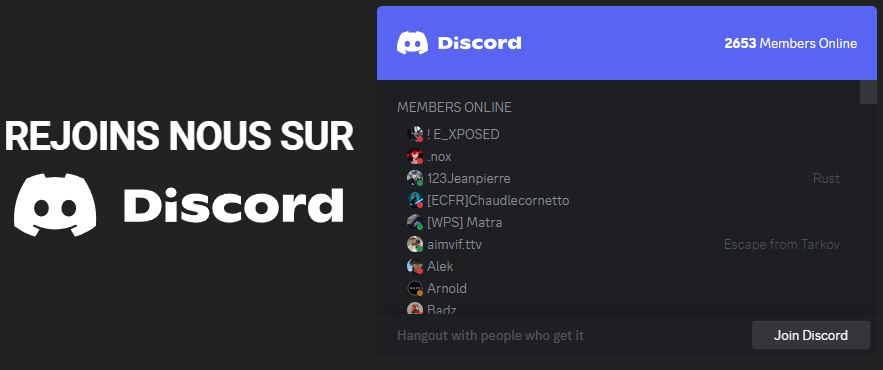 REJOINS NOUS SUR
Discord
Discord
2653 Members Online
MEMBERS ONLINE
! E_XPOSED
.nox
123Jeanpierre
Rust
[ECFR]Chaudlecornetto
[WPS] Matra
aimvif.ttv
Escape from Tarkov
Alek
Arnold
Badz
Hangout with people who get it
Join Discord